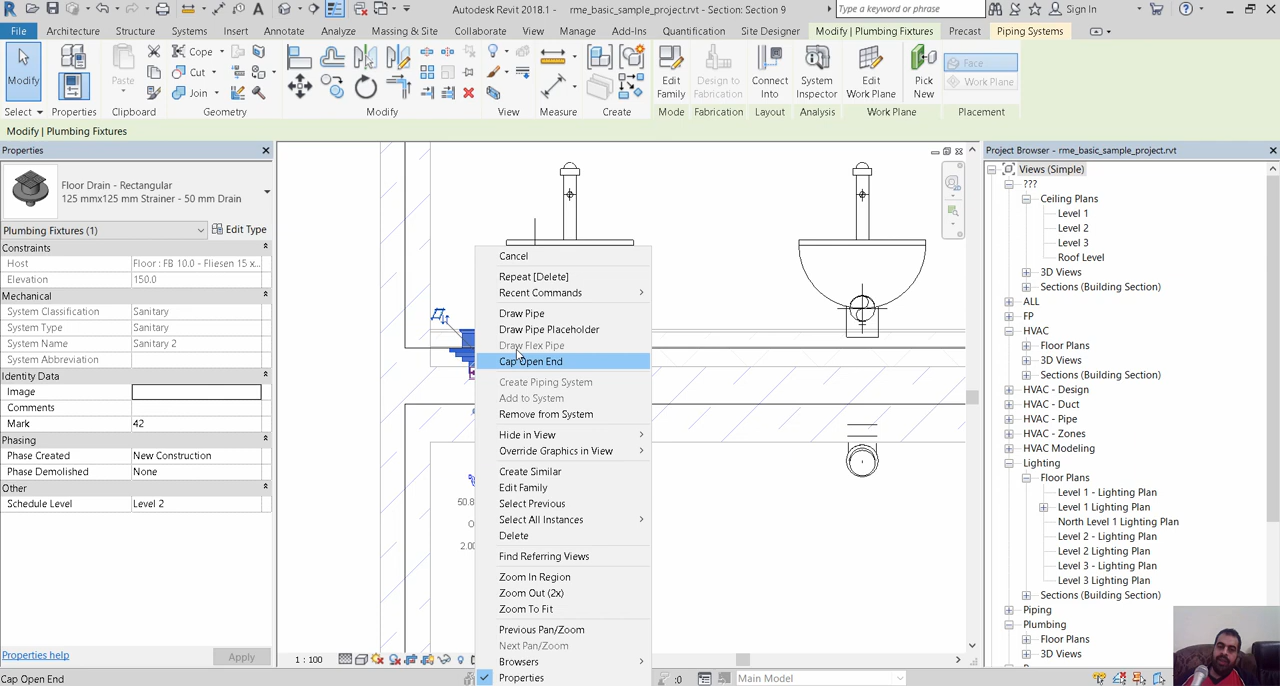 Autodesk Revit 2018.1 - rme_basic_sample_project.rvt - Section: Section 9
Type a keyword or phrase
Sign In
File
Architecture
Structure
Systems
Insert
Analyze
Massing & Site
Collaborate
View
Manage
Add-Ins
Quantification
Site Designer
Modify | Plumbing Fixtures
Precast
Piping Systems
Modify
Paste
Cope
Cut
Join
Edit Family
Design to Fabrication
Connect Into
System Inspector
Edit Work Plane
Pick New
Face
Work Plane
Select
Properties
Clipboard
Geometry
Modify
View
Measure
Create
Mode
Fabrication
Layout
Analysis
Work Plane
Placement
Modify | Plumbing Fixtures
Properties
Floor Drain - Rectangular
125 mmx125 mm Strainer - 50 mm Drain
Plumbing Fixtures (1)
Edit Type
Constraints
Host
Floor : FB 10.0 - Fliesen 15 x...
Elevation
150.0
Mechanical
System Classification
Sanitary
System Type
Sanitary
System Name
Sanitary 2
System Abbreviation
Identity Data
Image
Comments
Mark
42
Phasing
Phase Created
New Construction
Phase Demolished
None
Other
Schedule Level
Level 2
Properties help
Apply
Cap Open End
Cancel
Repeat [Delete]
Recent Commands
Draw Pipe
Draw Pipe Placeholder
Draw Flex Pipe
Cap Open End
Create Piping System
Add to System
Remove from System
Hide in View
Override Graphics in View
Create Similar
Edit Family
Select Previous
Select All Instances
Delete
Find Referring Views
Zoom In Region
Zoom Out (2x)
Zoom To Fit
Previous Pan/Zoom
Next Pan/Zoom
Browsers
Properties
50.8
2.00
1 : 100
:0
Main Model
Project Browser - rme_basic_sample_project.rvt
Views (Simple)
???
Ceiling Plans
Level 1
Level 2
Level 3
Roof Level
3D Views
Sections (Building Section)
ALL
FP
HVAC
Floor Plans
3D Views
Sections (Building Section)
HVAC - Design
HVAC - Duct
HVAC - Pipe
HVAC - Zones
HVAC Modeling
Lighting
Floor Plans
Level 1 - Lighting Plan
Level 1 Lighting Plan
North Level 1 Lighting Plan
Level 2 - Lighting Plan
Level 2 Lighting Plan
Level 3 - Lighting Plan
Level 3 Lighting Plan
Sections (Building Section)
Piping
Plumbing
Floor Plans
3D Views